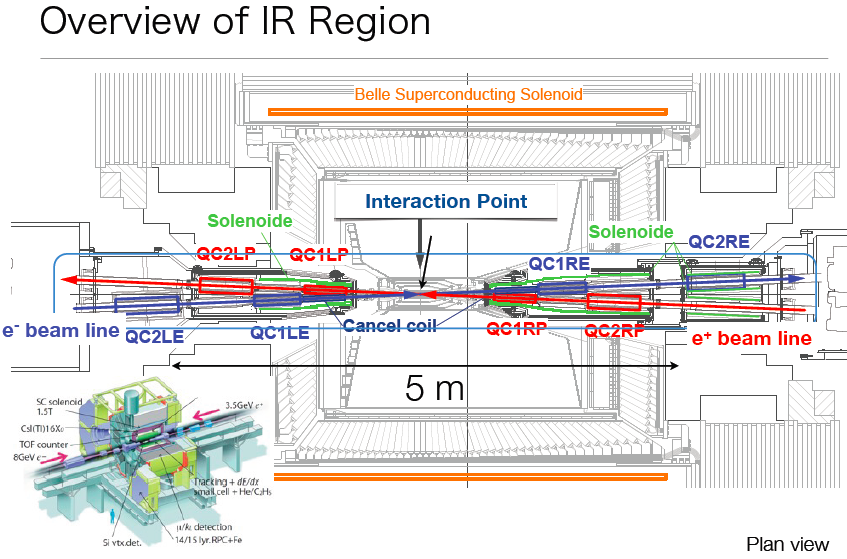 Overview of IR Region
Belle Superconducting Solenoid
Interaction Point
Solenoide
Solenoide
QC2LP
QC1LP
QC1RE
QC2RE
e- beam line
QC2LE
QC1LE
Cancel coil
QC1RP
QC2RP
e+ beam line
5 m
SC solenoid
1.5T
3.5GeV e+
CsI(Tl)16X₀
TOF counter
8GeV e−
Tracking + dE/dx
small cell + He/C₂H₅
μ/KL detection
14/15 lyr.RPC+Fe
Si vtx.det.
Plan view